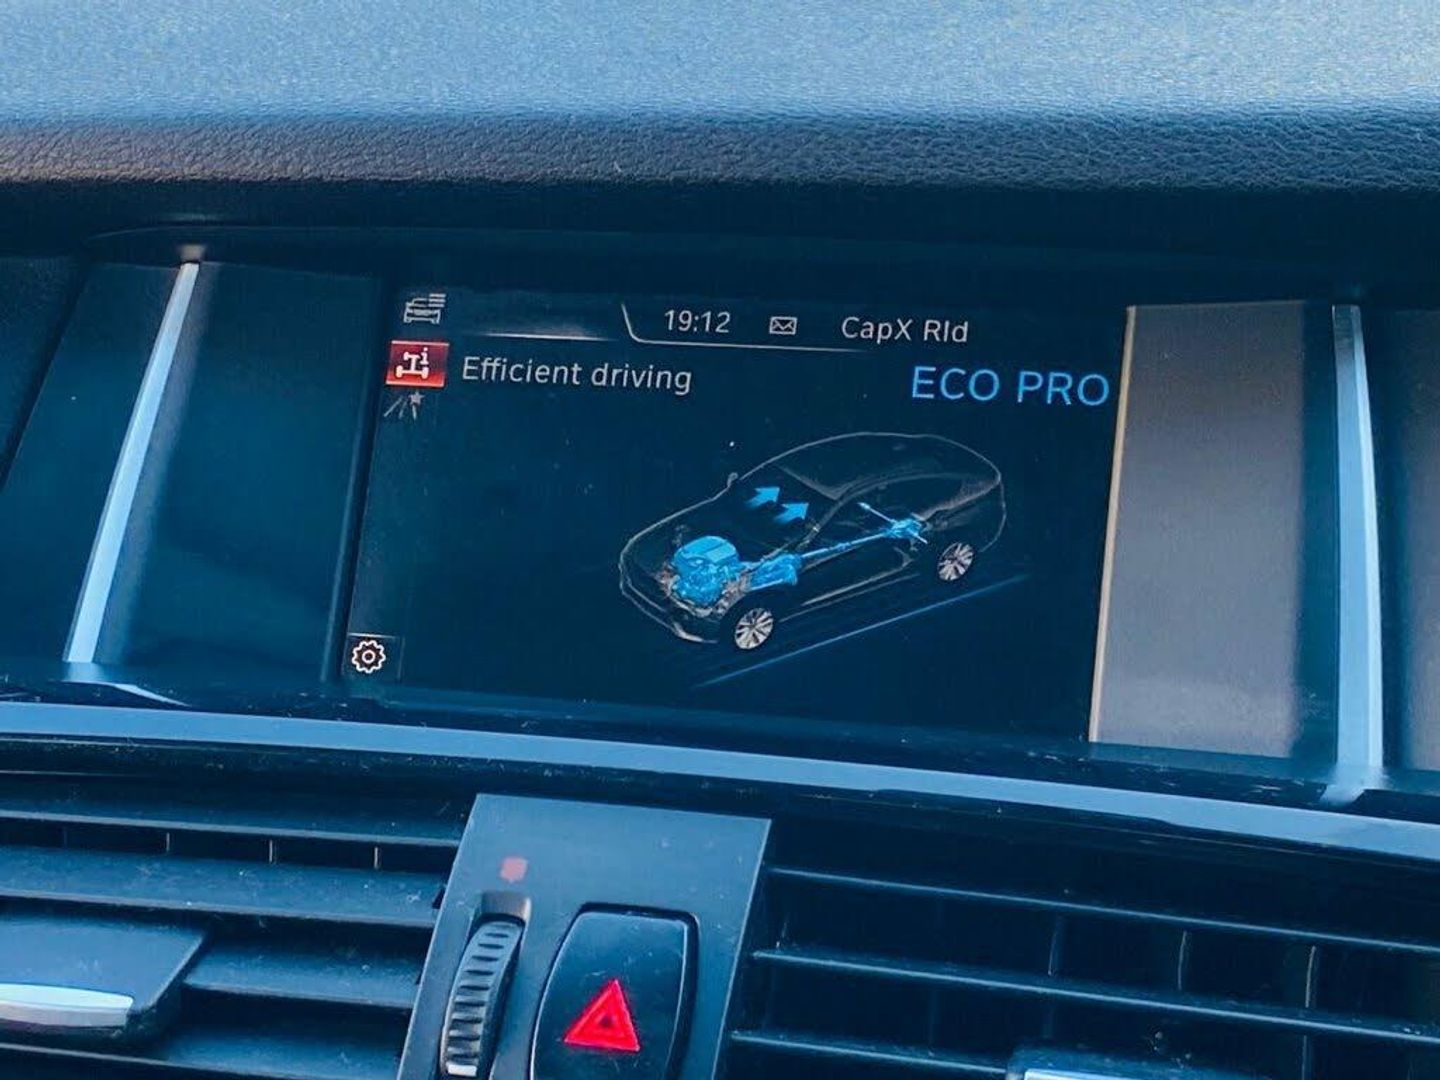 19:12 CapX Rld
Efficient driving
ECO PRO